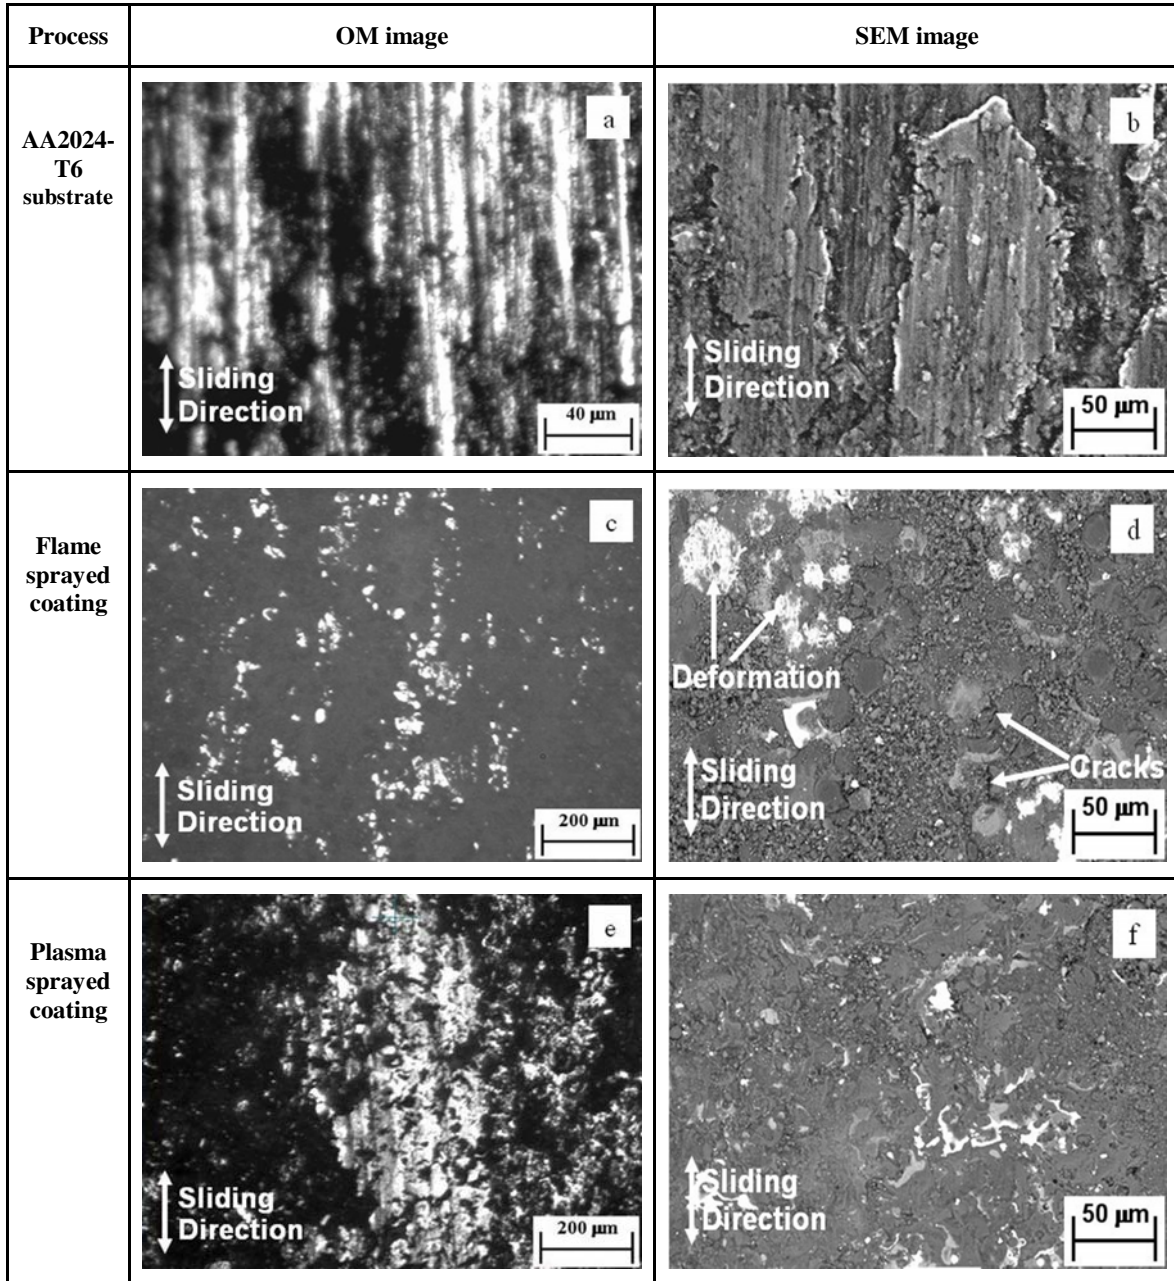 Process OM image SEM image
AA2024-
T6
substrate
a
Sliding
Direction
40 µm
b
Sliding
Direction
50 µm
Flame
sprayed
coating
c
Sliding
Direction
200 µm
d
Deformation
Cracks
Sliding
Direction
50 µm
Plasma
sprayed
coating
e
Sliding
Direction
200 µm
f
Sliding
Direction
50 µm